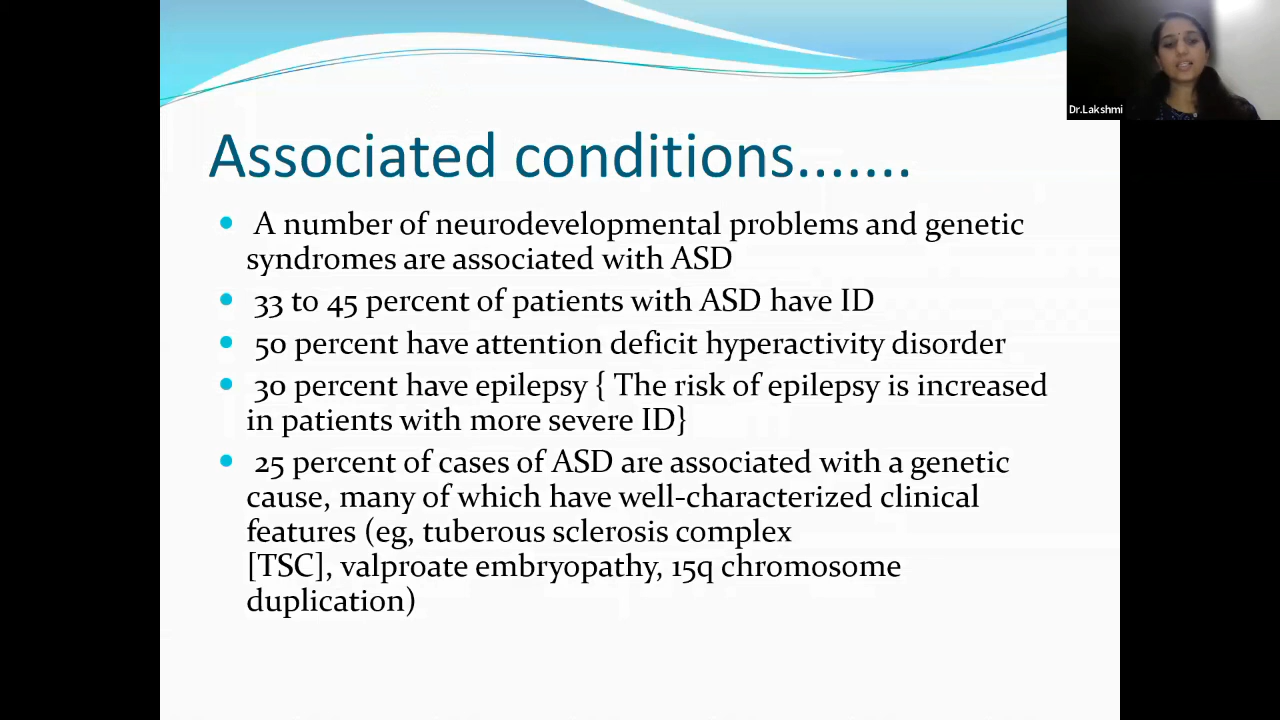 Dr.Lakshmi
Associated conditions.......
A number of neurodevelopmental problems and genetic
syndromes are associated with ASD
33 to 45 percent of patients with ASD have ID
50 percent have attention deficit hyperactivity disorder
30 percent have epilepsy { The risk of epilepsy is increased
in patients with more severe ID}
25 percent of cases of ASD are associated with a genetic
cause, many of which have well-characterized clinical
features (eg, tuberous sclerosis complex
[TSC], valproate embryopathy, 15q chromosome
duplication)